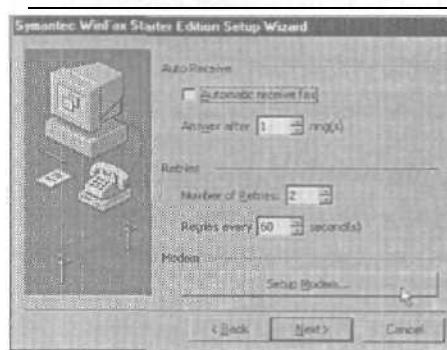 Symantec WinFax Starter Edition Setup Wizard
Auto Receive
Automatic receive fax
Answer after 1 ring(s)
Retries
Number of Retries: 2
Retries every 60 second(s)
Modem
Setup Modem...
< Back Next > Cancel